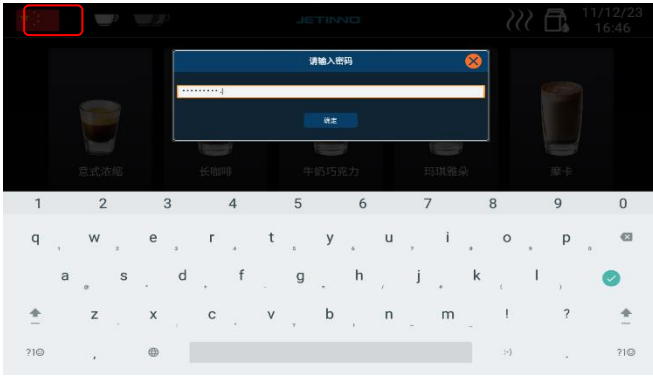 JETINNO
11/12/23
16:46
请输入密码
确定
意式浓缩
长咖啡
牛奶巧克力
玛琪雅朵
摩卡
1 2 3 4 5 6 7 8 9 0
q w e r t y u i o p
a s d f g h j k l
z x c v b n m ! ?
?1☺ , :-) . ?1☺